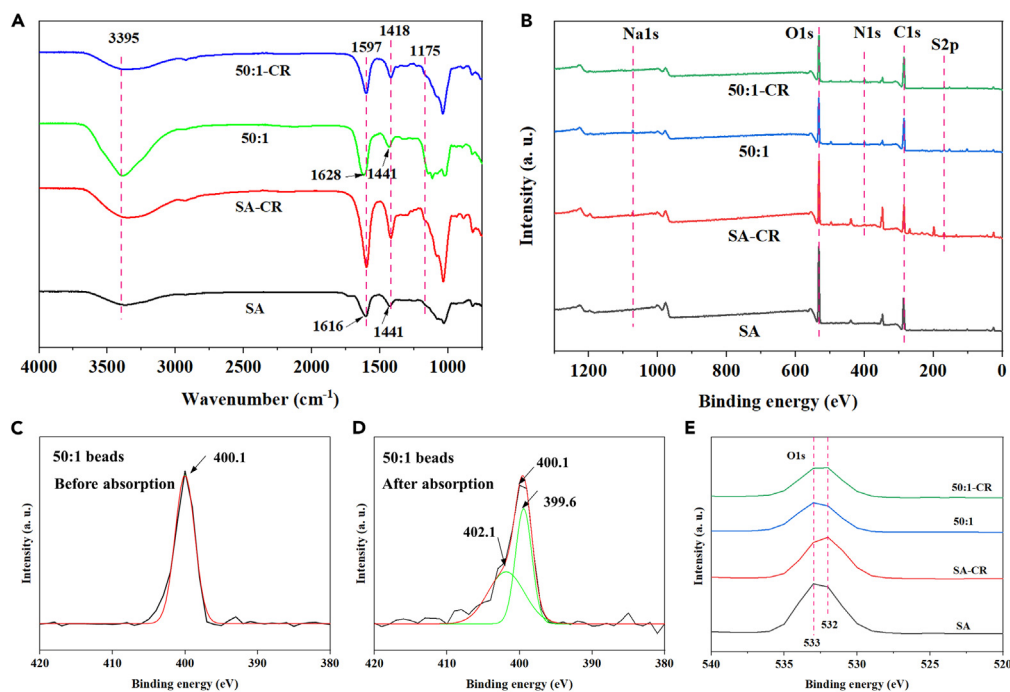 A
3395
1597
1418
1175
50:1-CR
50:1
1628
1441
SA-CR
SA
1616
1441
4000
3500
3000
2500
2000
1500
1000
Wavenumber (cm-1)
B
Na1s
O1s
N1s
C1s
S2p
50:1-CR
50:1
SA-CR
SA
Intensity (a. u.)
1200
1000
800
600
400
200
0
Binding energy (eV)
C
50:1 beads
Before absorption
400.1
Intensity (a. u.)
420
410
400
390
380
Binding energy (eV)
D
50:1 beads
After absorption
400.1
399.6
402.1
Intensity (a. u.)
420
410
400
390
380
Binding energy (eV)
E
O1s
50:1-CR
50:1
SA-CR
SA
532
533
Intensity (a. u.)
540
535
530
525
520
Binding energy (eV)